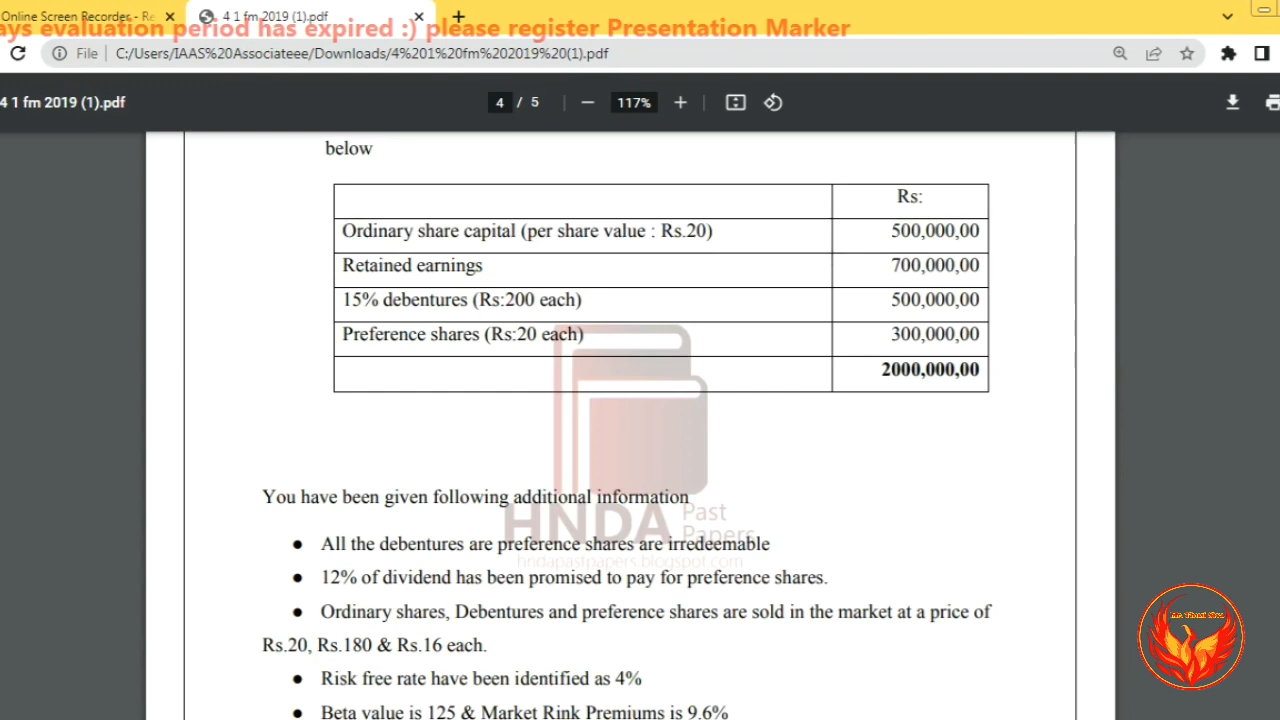 Online Screen Recorder - Re
4 1 fm 2019 (1).pdf
ays evaluation period has expired :) please register Presentation Marker
File
C:/Users/IAAS%20Associateee/Downloads/4%201%20fm%202019%20(1).pdf
4 1 fm 2019 (1).pdf
4 / 5
117%
below
Rs:
Ordinary share capital (per share value : Rs.20) 500,000,00
Retained earnings 700,000,00
15% debentures (Rs:200 each) 500,000,00
Preference shares (Rs:20 each) 300,000,00
2000,000,00
You have been given following additional information
HNDA Past Papers
hndapastpapers.blogspot.com
● All the debentures are preference shares are irredeemable
● 12% of dividend has been promised to pay for preference shares.
● Ordinary shares, Debentures and preference shares are sold in the market at a price of
Rs.20, Rs.180 & Rs.16 each.
● Risk free rate have been identified as 4%
● Beta value is 125 & Market Rink Premiums is 9.6%